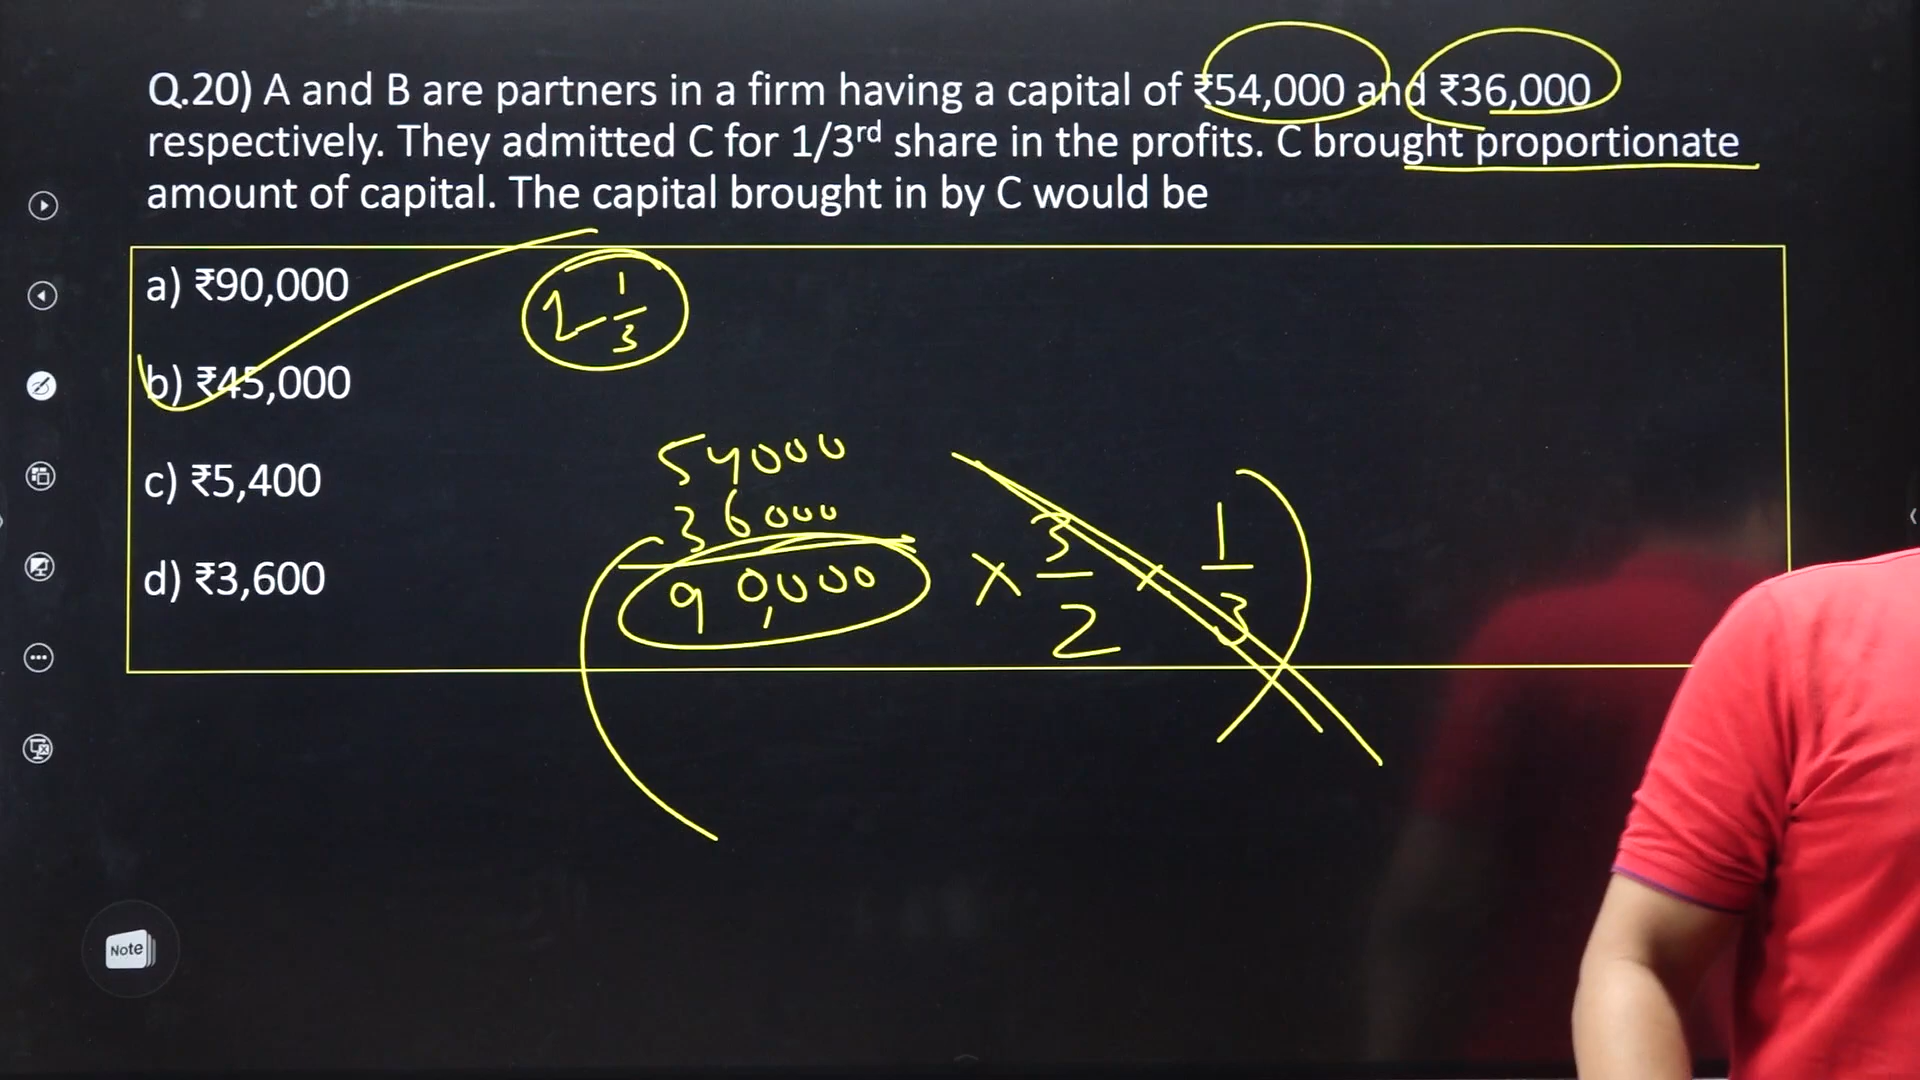 Q.20) A and B are partners in a firm having a capital of ₹54,000 and ₹36,000
respectively. They admitted C for 1/3rd share in the profits. C brought proportionate
amount of capital. The capital brought in by C would be
a) ₹90,000
1 - 1/3
b) ₹45,000
54000
c) ₹5,400
36000
d) ₹3,600
90,000 × 3/2 × 1/3
Note